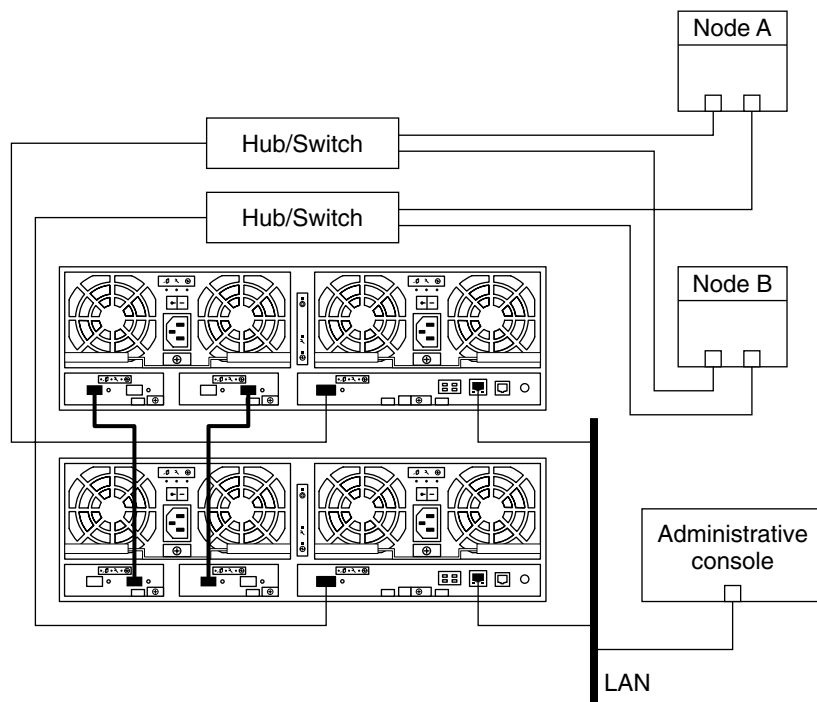 Node A
Hub/Switch
Hub/Switch
Node B
Administrative
console
LAN